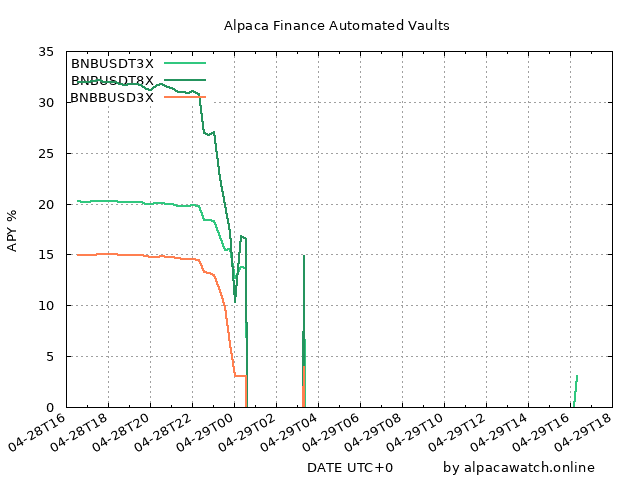 Alpaca Finance Automated Vaults
BNBUSDT3X
BNBUSDT8X
BNBBUSD3X
35
30
25
20
15
10
5
0
APY %
04-28T16
04-28T18
04-28T20
04-28T22
04-29T00
04-29T02
04-29T04
04-29T06
04-29T08
04-29T10
04-29T12
04-29T14
04-29T16
04-29T18
DATE UTC+0
by alpacawatch.online